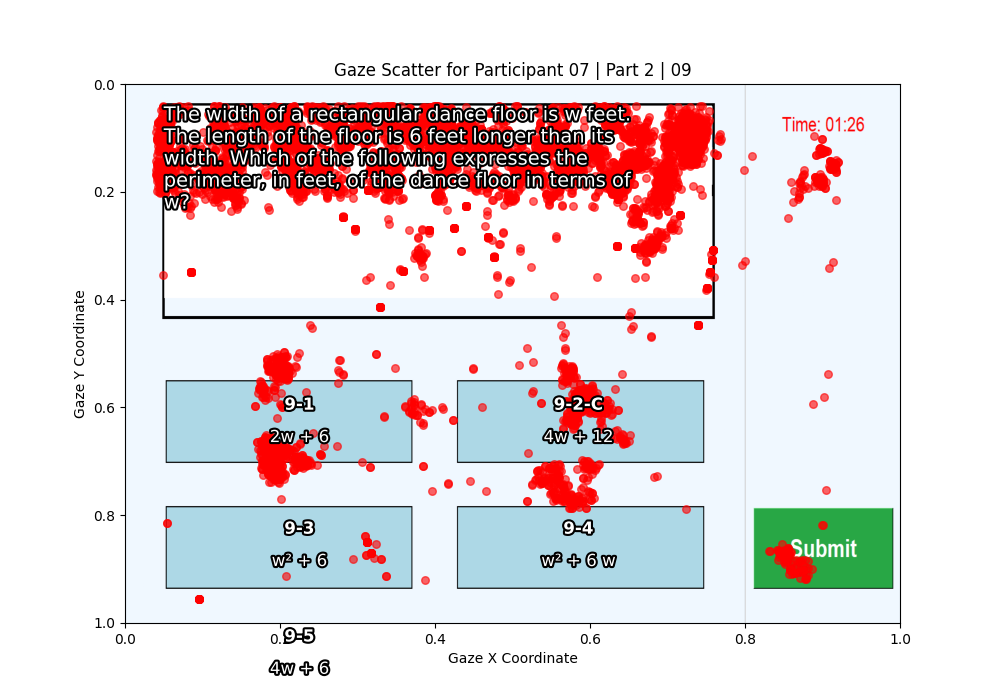 Gaze Scatter for Participant 07 | Part 2 | 09
Gaze Y Coordinate
0.0
0.2
0.4
0.6
0.8
1.0
The width of a rectangular dance floor is w feet.
The length of the floor is 6 feet longer than its
width. Which of the following expresses the
perimeter, in feet, of the dance floor in terms of
w?
Time: 01:26
9-1
2w + 6
9-2-C
4w + 12
9-3
w² + 6
9-4
w² + 6 w
Submit
9-5
4w + 6
0.0
0.2
0.4
0.6
0.8
1.0
Gaze X Coordinate